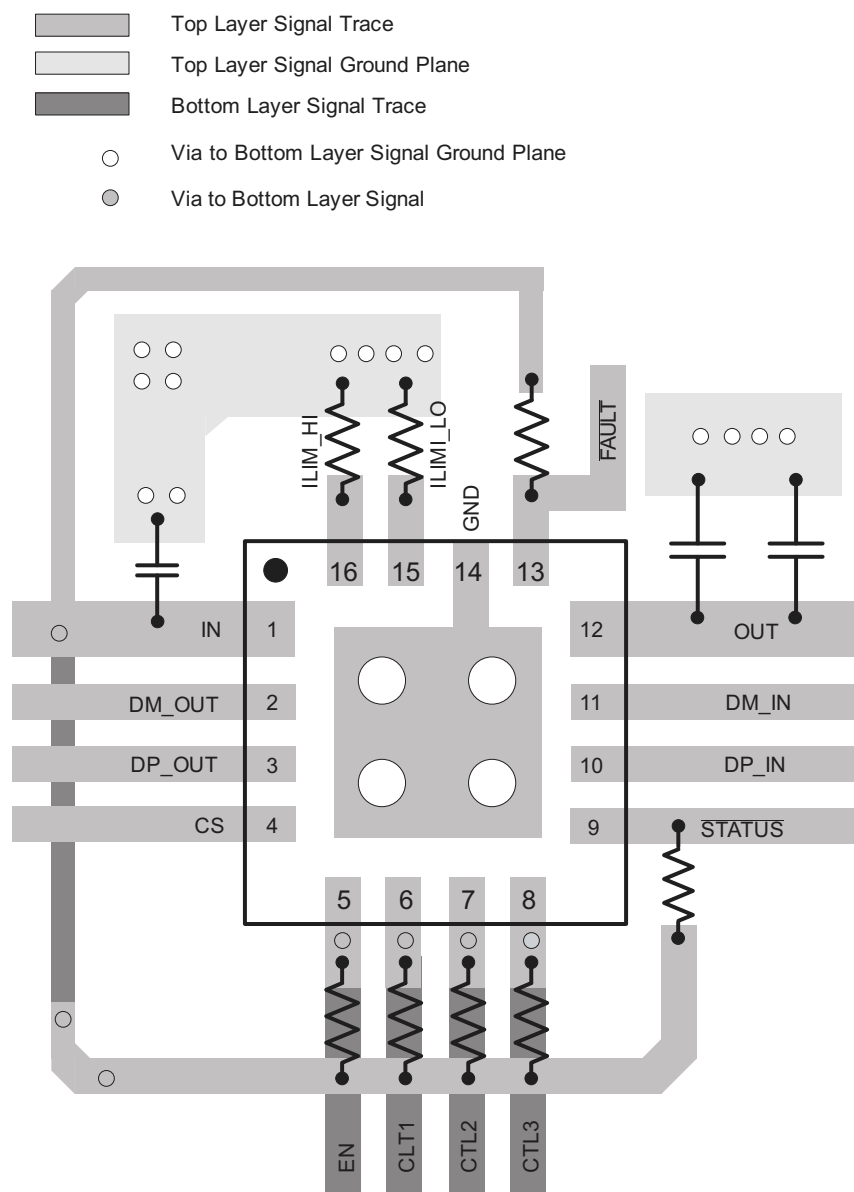 Top Layer Signal Trace
Top Layer Signal Ground Plane
Bottom Layer Signal Trace
Via to Bottom Layer Signal Ground Plane
Via to Bottom Layer Signal
ILIM_HI
ILIMI_LO
GND
FAULT
16
15
14
13
IN
1
12
OUT
DM_OUT
2
11
DM_IN
DP_OUT
3
10
DP_IN
CS
4
9
STATUS
5
6
7
8
EN
CLT1
CTL2
CTL3